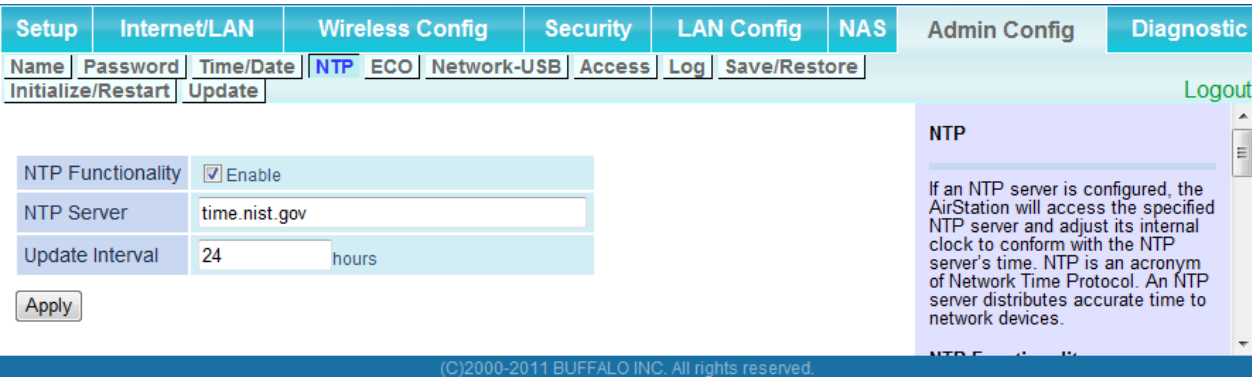 Setup Internet/LAN Wireless Config Security LAN Config NAS Admin Config Diagnostic
Name Password Time/Date NTP ECO Network-USB Access Log Save/Restore
Initialize/Restart Update
Logout
NTP Functionality Enable
NTP Server time.nist.gov
Update Interval 24 hours
Apply
NTP
If an NTP server is configured, the
AirStation will access the specified
NTP server and adjust its internal
clock to conform with the NTP
server's time. NTP is an acronym
of Network Time Protocol. An NTP
server distributes accurate time to
network devices.
NTP Functionality
(C)2000-2011 BUFFALO INC. All rights reserved.